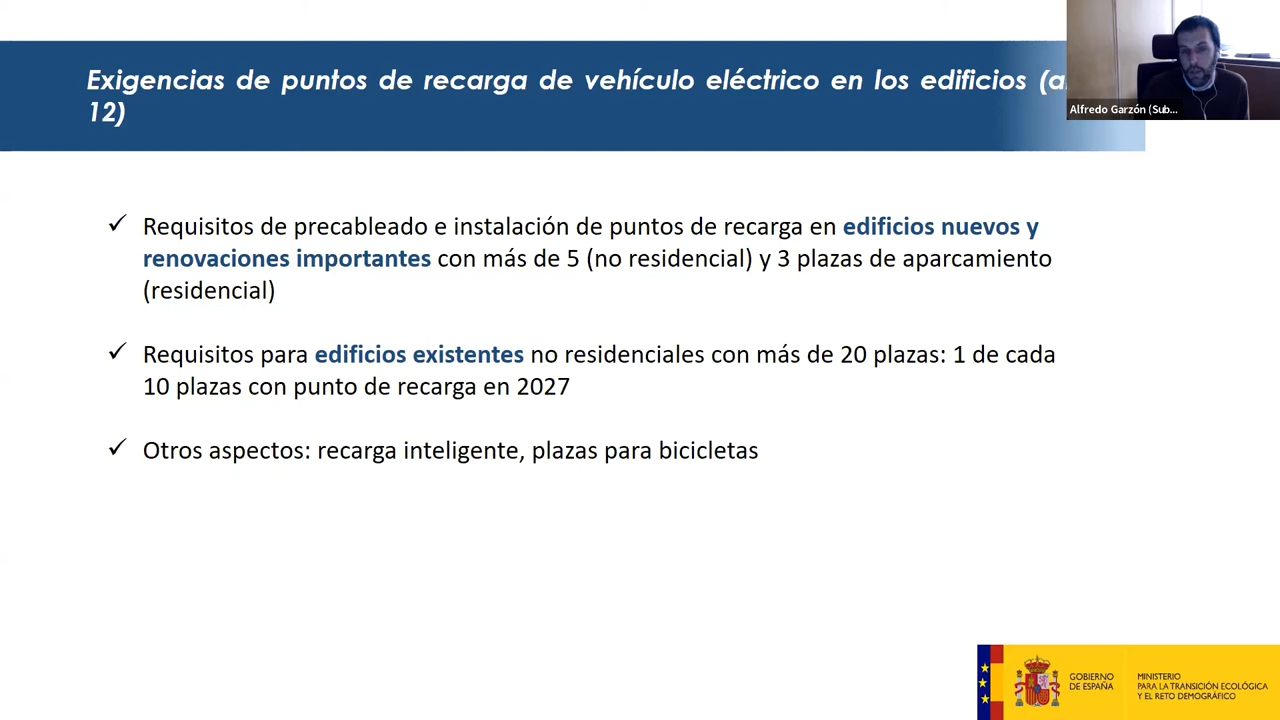 Exigencias de puntos de recarga de vehículo eléctrico en los edificios
12)
Alfredo Garzón (Sub...
Requisitos de precableado e instalación de puntos de recarga en edificios nuevos y
renovaciones importantes con más de 5 (no residencial) y 3 plazas de aparcamiento
(residencial)
Requisitos para edificios existentes no residenciales con más de 20 plazas: 1 de cada
10 plazas con punto de recarga en 2027
Otros aspectos: recarga inteligente, plazas para bicicletas
GOBIERNO
DE ESPAÑA
MINISTERIO
PARA LA TRANSICIÓN ECOLÓGICA
Y EL RETO DEMOGRÁFICO